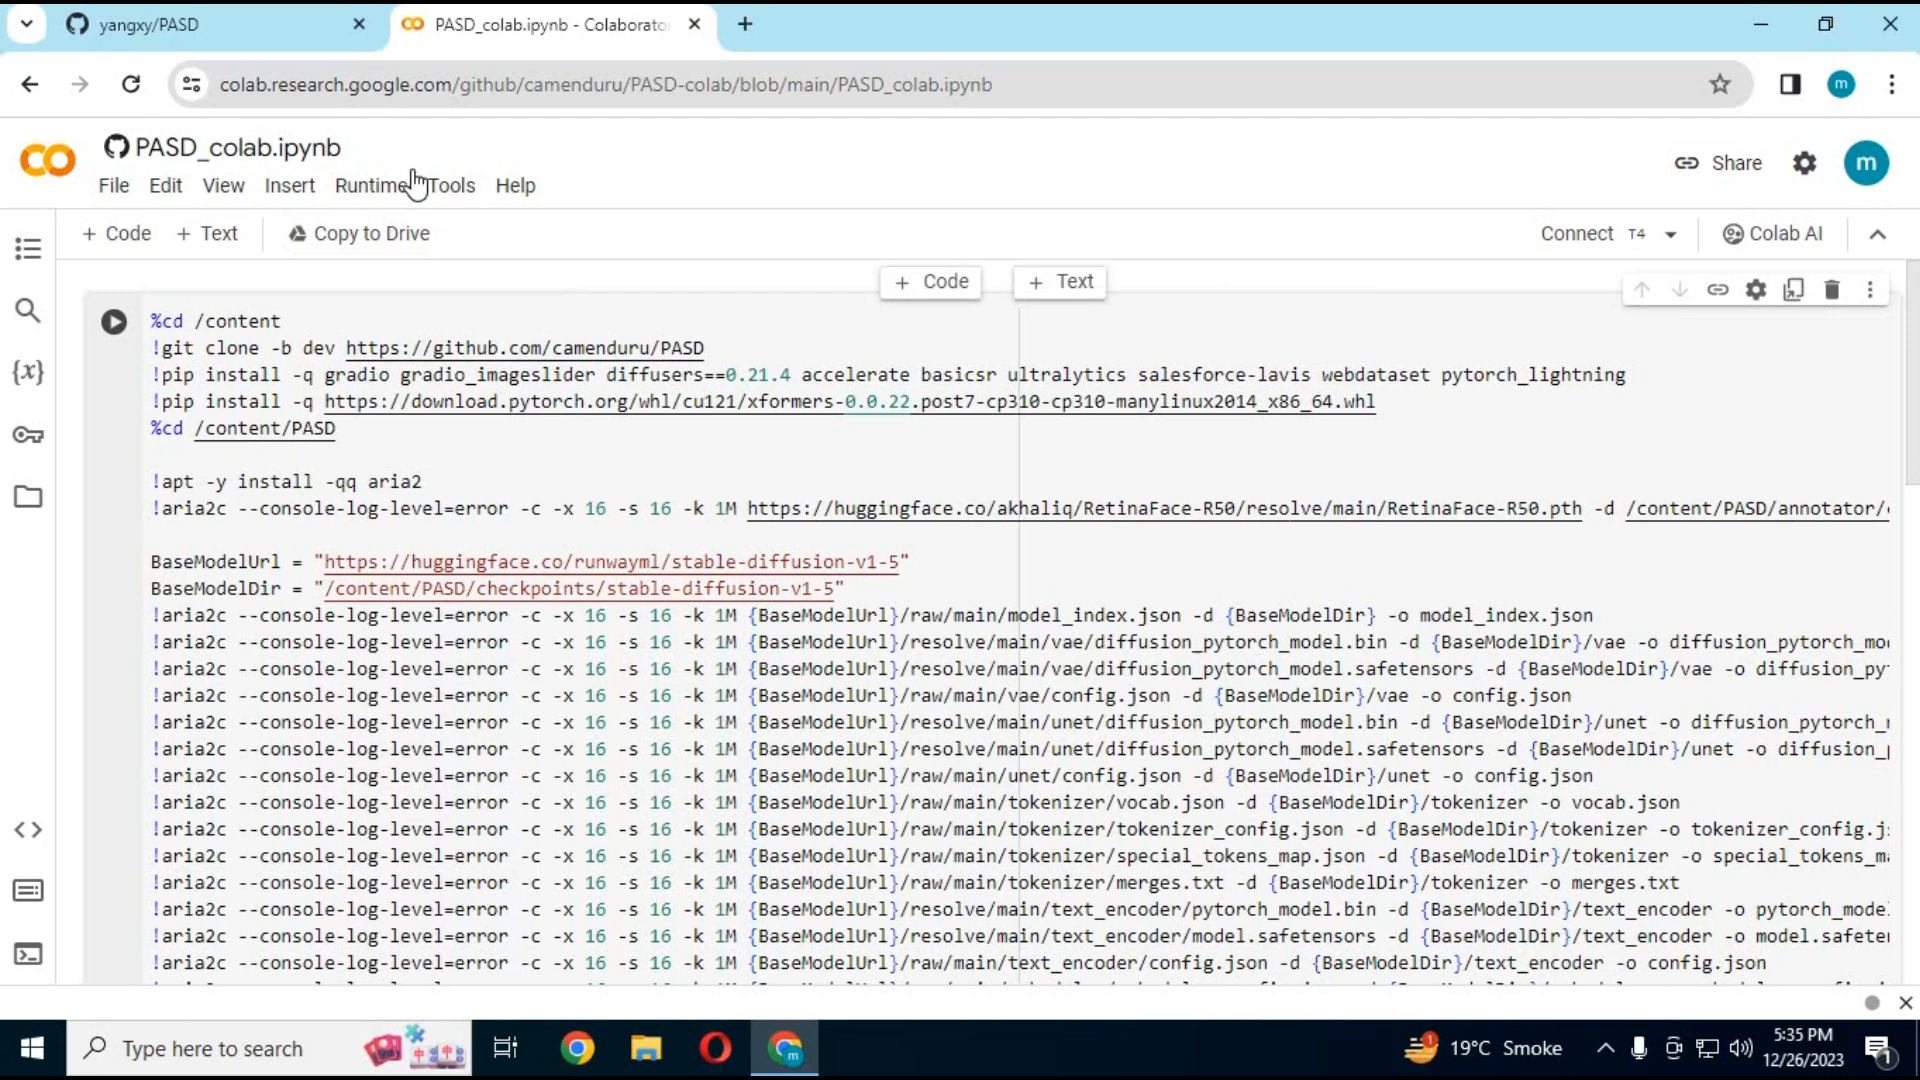 yangxy/PASD
PASD_colab.ipynb - Colaborato
colab.research.google.com/github/camenduru/PASD-colab/blob/main/PASD_colab.ipynb
m
PASD_colab.ipynb
File Edit View Insert Runtime Tools Help
Share
m
+ Code + Text
Copy to Drive
Connect T4
Colab AI
+ Code
+ Text
%cd /content
!git clone -b dev https://github.com/camenduru/PASD
!pip install -q gradio gradio_imageslider diffusers==0.21.4 accelerate basicsr ultralytics salesforce-lavis webdataset pytorch_lightning
!pip install -q https://download.pytorch.org/whl/cu121/xformers-0.0.22.post7-cp310-cp310-manylinux2014_x86_64.whl
%cd /content/PASD
!apt -y install -qq aria2
!aria2c --console-log-level=error -c -x 16 -s 16 -k 1M https://huggingface.co/akhaliq/RetinaFace-R50/resolve/main/RetinaFace-R50.pth -d /content/PASD/annotator/
BaseModelUrl = "https://huggingface.co/runwayml/stable-diffusion-v1-5"
BaseModelDir = "/content/PASD/checkpoints/stable-diffusion-v1-5"
!aria2c --console-log-level=error -c -x 16 -s 16 -k 1M {BaseModelUrl}/raw/main/model_index.json -d {BaseModelDir} -o model_index.json
!aria2c --console-log-level=error -c -x 16 -s 16 -k 1M {BaseModelUrl}/resolve/main/vae/diffusion_pytorch_model.bin -d {BaseModelDir}/vae -o diffusion_pytorch_mo
!aria2c --console-log-level=error -c -x 16 -s 16 -k 1M {BaseModelUrl}/resolve/main/vae/diffusion_pytorch_model.safetensors -d {BaseModelDir}/vae -o diffusion_py
!aria2c --console-log-level=error -c -x 16 -s 16 -k 1M {BaseModelUrl}/raw/main/vae/config.json -d {BaseModelDir}/vae -o config.json
!aria2c --console-log-level=error -c -x 16 -s 16 -k 1M {BaseModelUrl}/resolve/main/unet/diffusion_pytorch_model.bin -d {BaseModelDir}/unet -o diffusion_pytorch_
!aria2c --console-log-level=error -c -x 16 -s 16 -k 1M {BaseModelUrl}/resolve/main/unet/diffusion_pytorch_model.safetensors -d {BaseModelDir}/unet -o diffusion_
!aria2c --console-log-level=error -c -x 16 -s 16 -k 1M {BaseModelUrl}/raw/main/unet/config.json -d {BaseModelDir}/unet -o config.json
!aria2c --console-log-level=error -c -x 16 -s 16 -k 1M {BaseModelUrl}/raw/main/tokenizer/vocab.json -d {BaseModelDir}/tokenizer -o vocab.json
!aria2c --console-log-level=error -c -x 16 -s 16 -k 1M {BaseModelUrl}/raw/main/tokenizer/tokenizer_config.json -d {BaseModelDir}/tokenizer -o tokenizer_config.j
!aria2c --console-log-level=error -c -x 16 -s 16 -k 1M {BaseModelUrl}/raw/main/tokenizer/special_tokens_map.json -d {BaseModelDir}/tokenizer -o special_tokens_m
!aria2c --console-log-level=error -c -x 16 -s 16 -k 1M {BaseModelUrl}/raw/main/tokenizer/merges.txt -d {BaseModelDir}/tokenizer -o merges.txt
!aria2c --console-log-level=error -c -x 16 -s 16 -k 1M {BaseModelUrl}/resolve/main/text_encoder/pytorch_model.bin -d {BaseModelDir}/text_encoder -o pytorch_model
!aria2c --console-log-level=error -c -x 16 -s 16 -k 1M {BaseModelUrl}/resolve/main/text_encoder/model.safetensors -d {BaseModelDir}/text_encoder -o model.safete
!aria2c --console-log-level=error -c -x 16 -s 16 -k 1M {BaseModelUrl}/raw/main/text_encoder/config.json -d {BaseModelDir}/text_encoder -o config.json
Type here to search
19°C Smoke
5:35 PM
12/26/2023